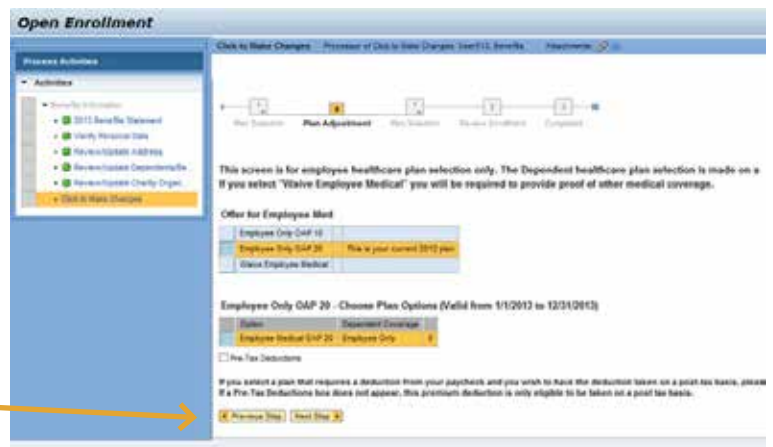 Open Enrollment
Click to Make Changes Processor of Click to Make Changes Benefits Attachments
Process Activities
Activities
Benefits Information
2013 Benefits Statement
Verify Personal Data
Review/Update Address
Review/Update Dependents/Be
Review/Update Charity Organ..
Click to Make Changes
Plan Selection Plan Adjustment Plan Selection Review Enrollment Completed
This screen is for employee healthcare plan selection only. The Dependent healthcare plan selection is made on a
If you select "Waive Employee Medical" you will be required to provide proof of other medical coverage.
Offer for Employee Med
Employee Only OAP 10
Employee Only OAP 20 This is your current 2012 plan
Waive Employee Medical
Employee Only OAP 20 - Choose Plan Options (Valid from 1/1/2013 to 12/31/2013)
Option Dependent Coverage
Employee Medical OAP 20 Employee Only
Pre-Tax Deductions
If you select a plan that requires a deduction from your paycheck and you wish to have the deduction taken on a post-tax basis, please
If a Pre-Tax Deductions box does not appear, this premium deduction is only eligible to be taken on a post tax basis.
Previous Step Next Step